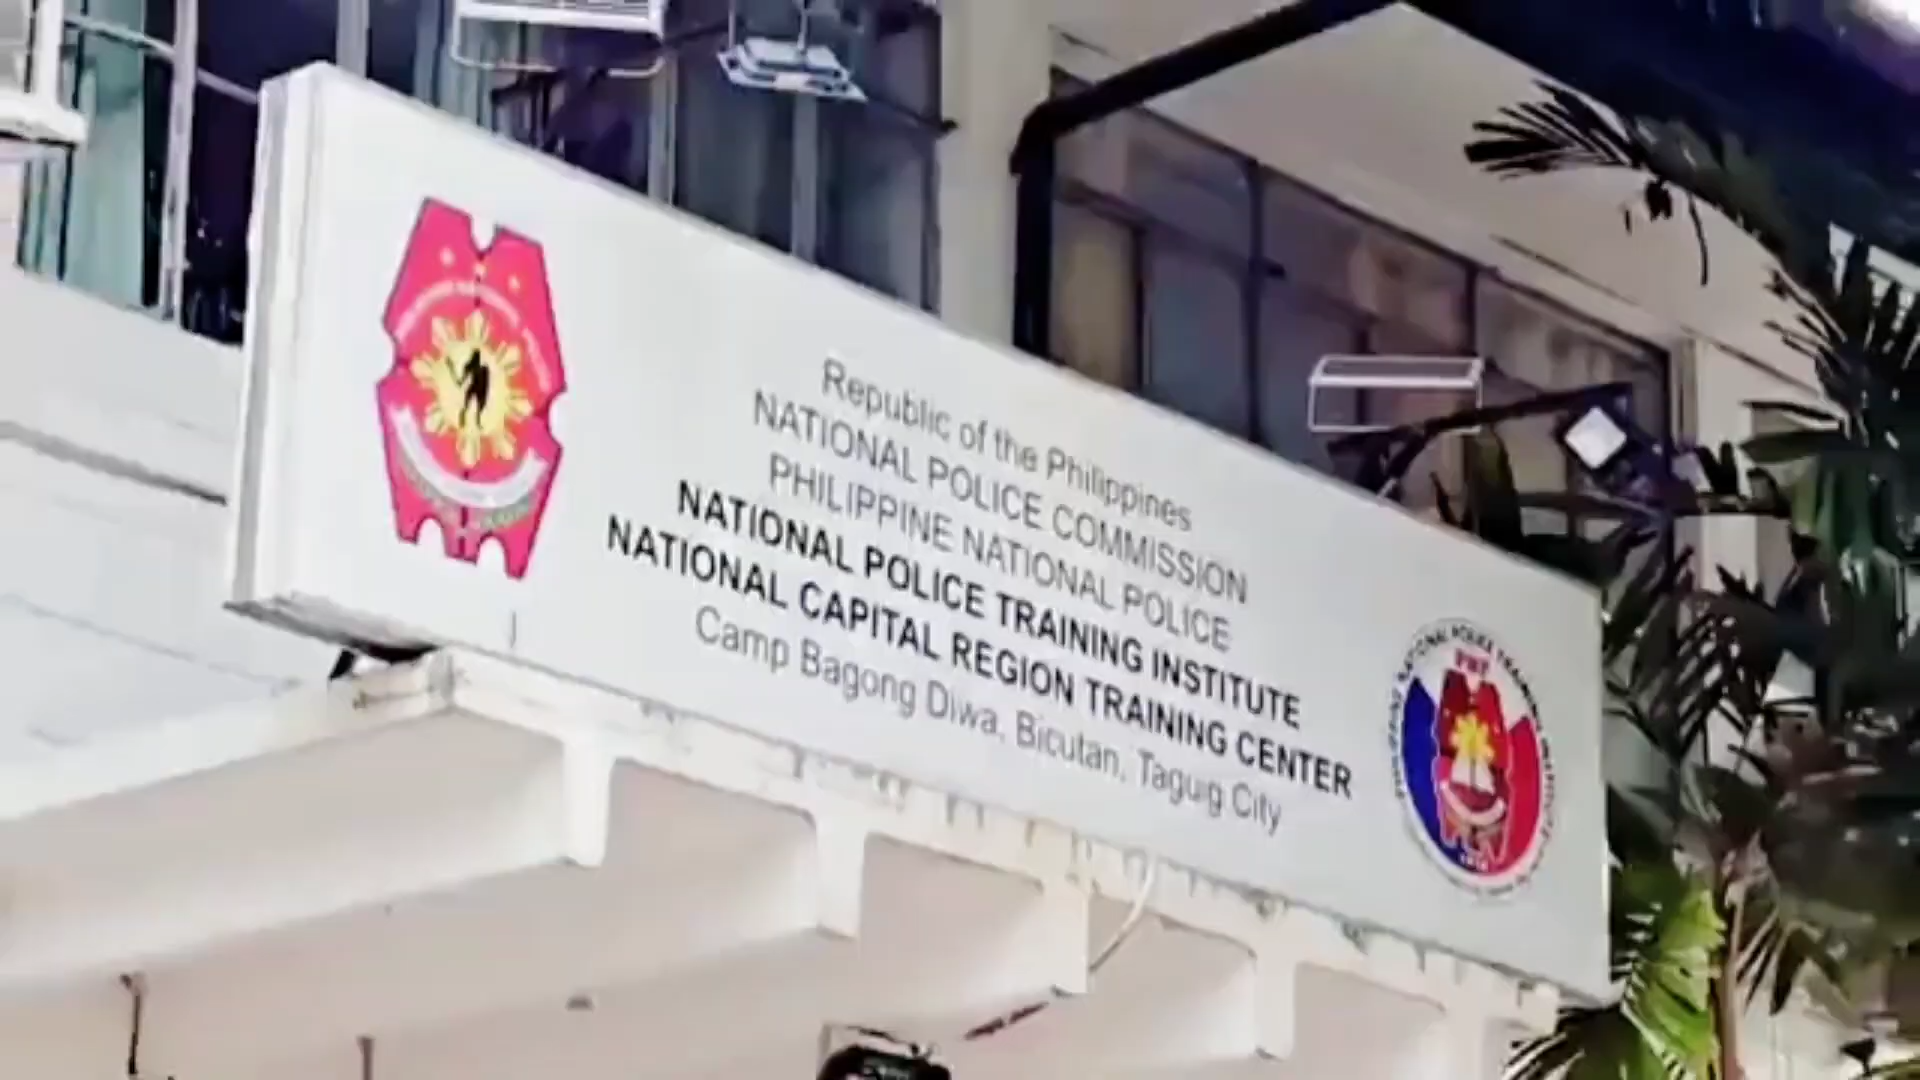 Republic of the Philippines
NATIONAL POLICE COMMISSION
PHILIPPINE NATIONAL POLICE
NATIONAL POLICE TRAINING INSTITUTE
NATIONAL CAPITAL REGION TRAINING CENTER
Camp Bagong Diwa, Bicutan, Taguig City